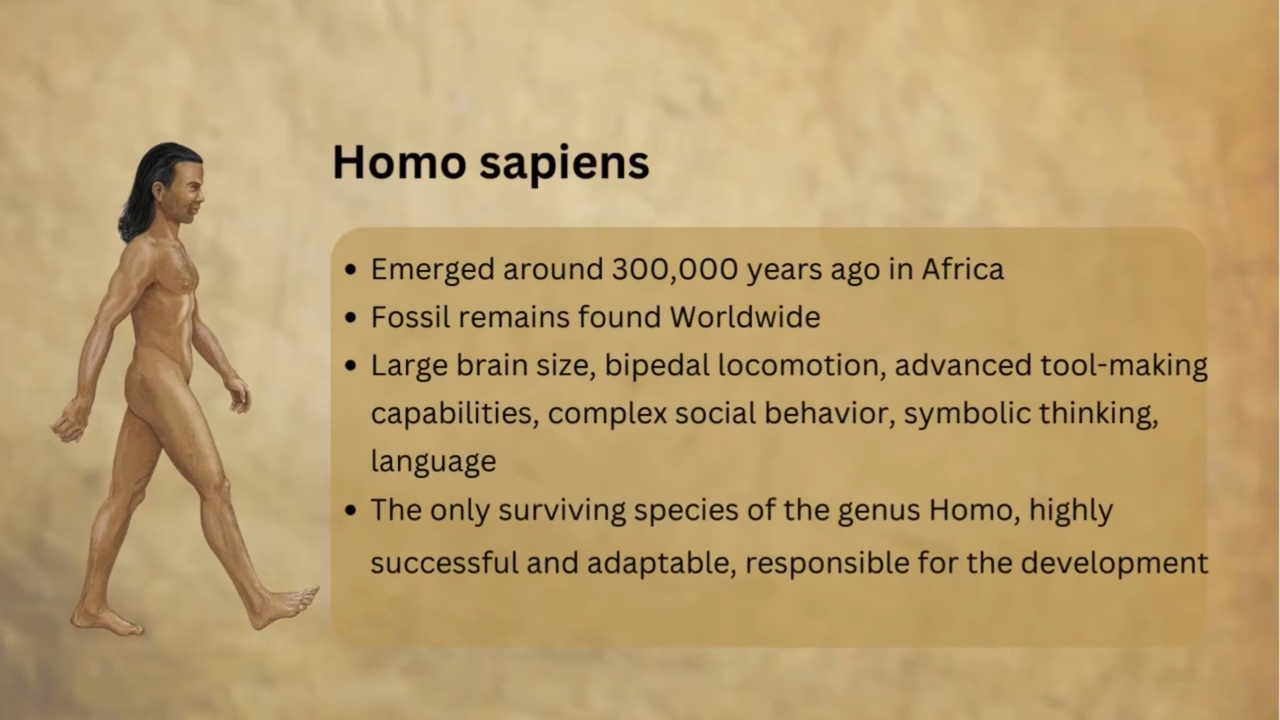 Homo sapiens
• Emerged around 300,000 years ago in Africa
• Fossil remains found Worldwide
• Large brain size, bipedal locomotion, advanced tool-making
capabilities, complex social behavior, symbolic thinking,
language
• The only surviving species of the genus Homo, highly
successful and adaptable, responsible for the development